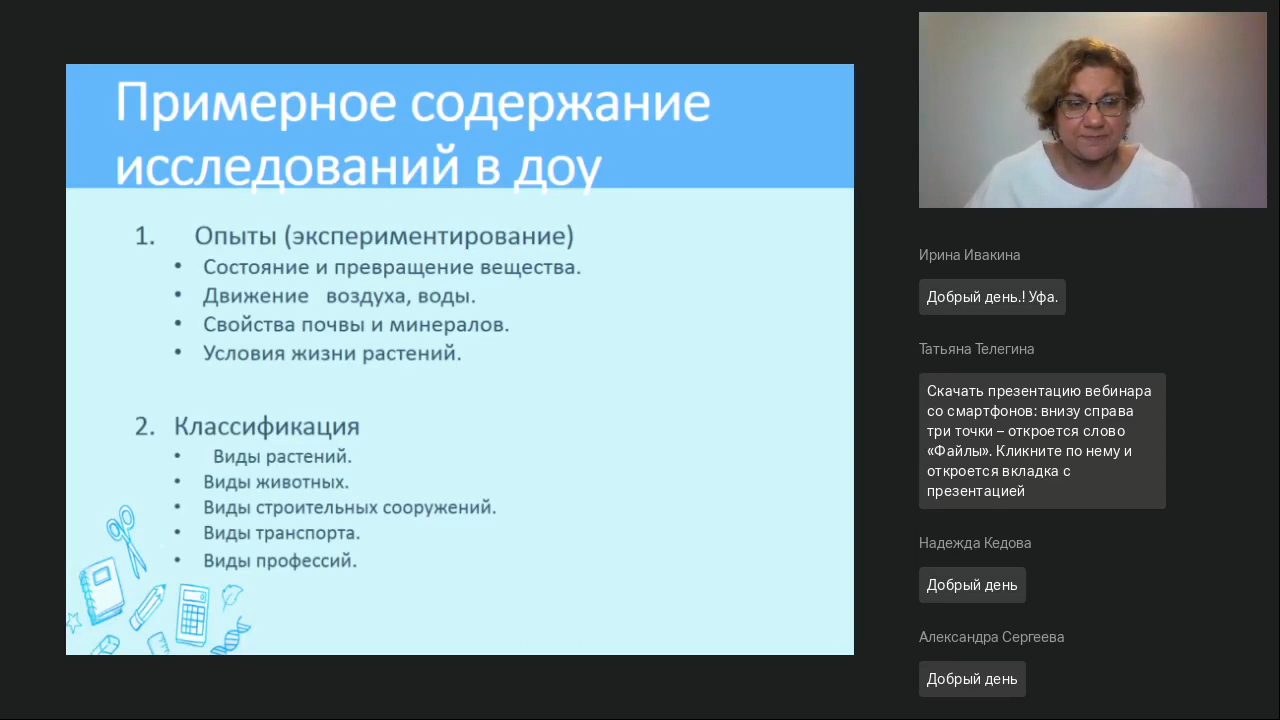 Примерное содержание
исследований в доу
1. Опыты (экспериментирование)
• Состояние и превращение вещества.
• Движение воздуха, воды.
• Свойства почвы и минералов.
• Условия жизни растений.
2. Классификация
• Виды растений.
• Виды животных.
• Виды строительных сооружений.
• Виды транспорта.
• Виды профессий.
Ирина Ивакина
Добрый день.! Уфа.
Татьяна Телегина
Скачать презентацию вебинара
со смартфонов: внизу справа
три точки – откроется слово
«Файлы». Кликните по нему и
откроется вкладка с
презентацией
Надежда Кедова
Добрый день
Александра Сергеева
Добрый день